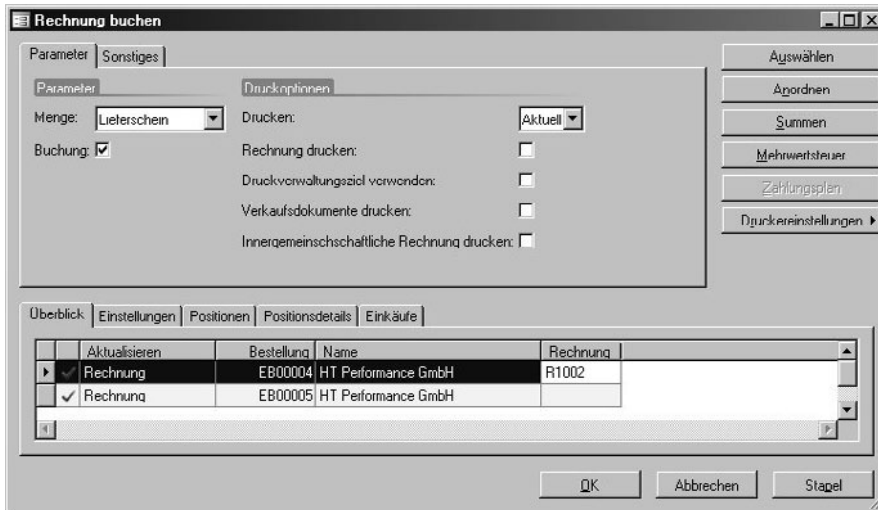 Rechnung buchen
Parameter Sonstiges
Parameter
Druckoptionen
Menge: Lieferschein
Drucken: Aktuell
Buchung:
Rechnung drucken:
Druckverwaltungsziel verwenden:
Verkaufsdokumente drucken:
Innergemeinschaftliche Rechnung drucken:
Auswählen
Anordnen
Summen
Mehrwertsteuer
Zahlungsplan
Druckereinstellungen
Überblick Einstellungen Positionen Positionsdetails Einkäufe
Aktualisieren Bestellung Name Rechnung
Rechnung EB00004 HT Performance GmbH R1002
Rechnung EB00005 HT Performance GmbH
OK Abbrechen Stapel